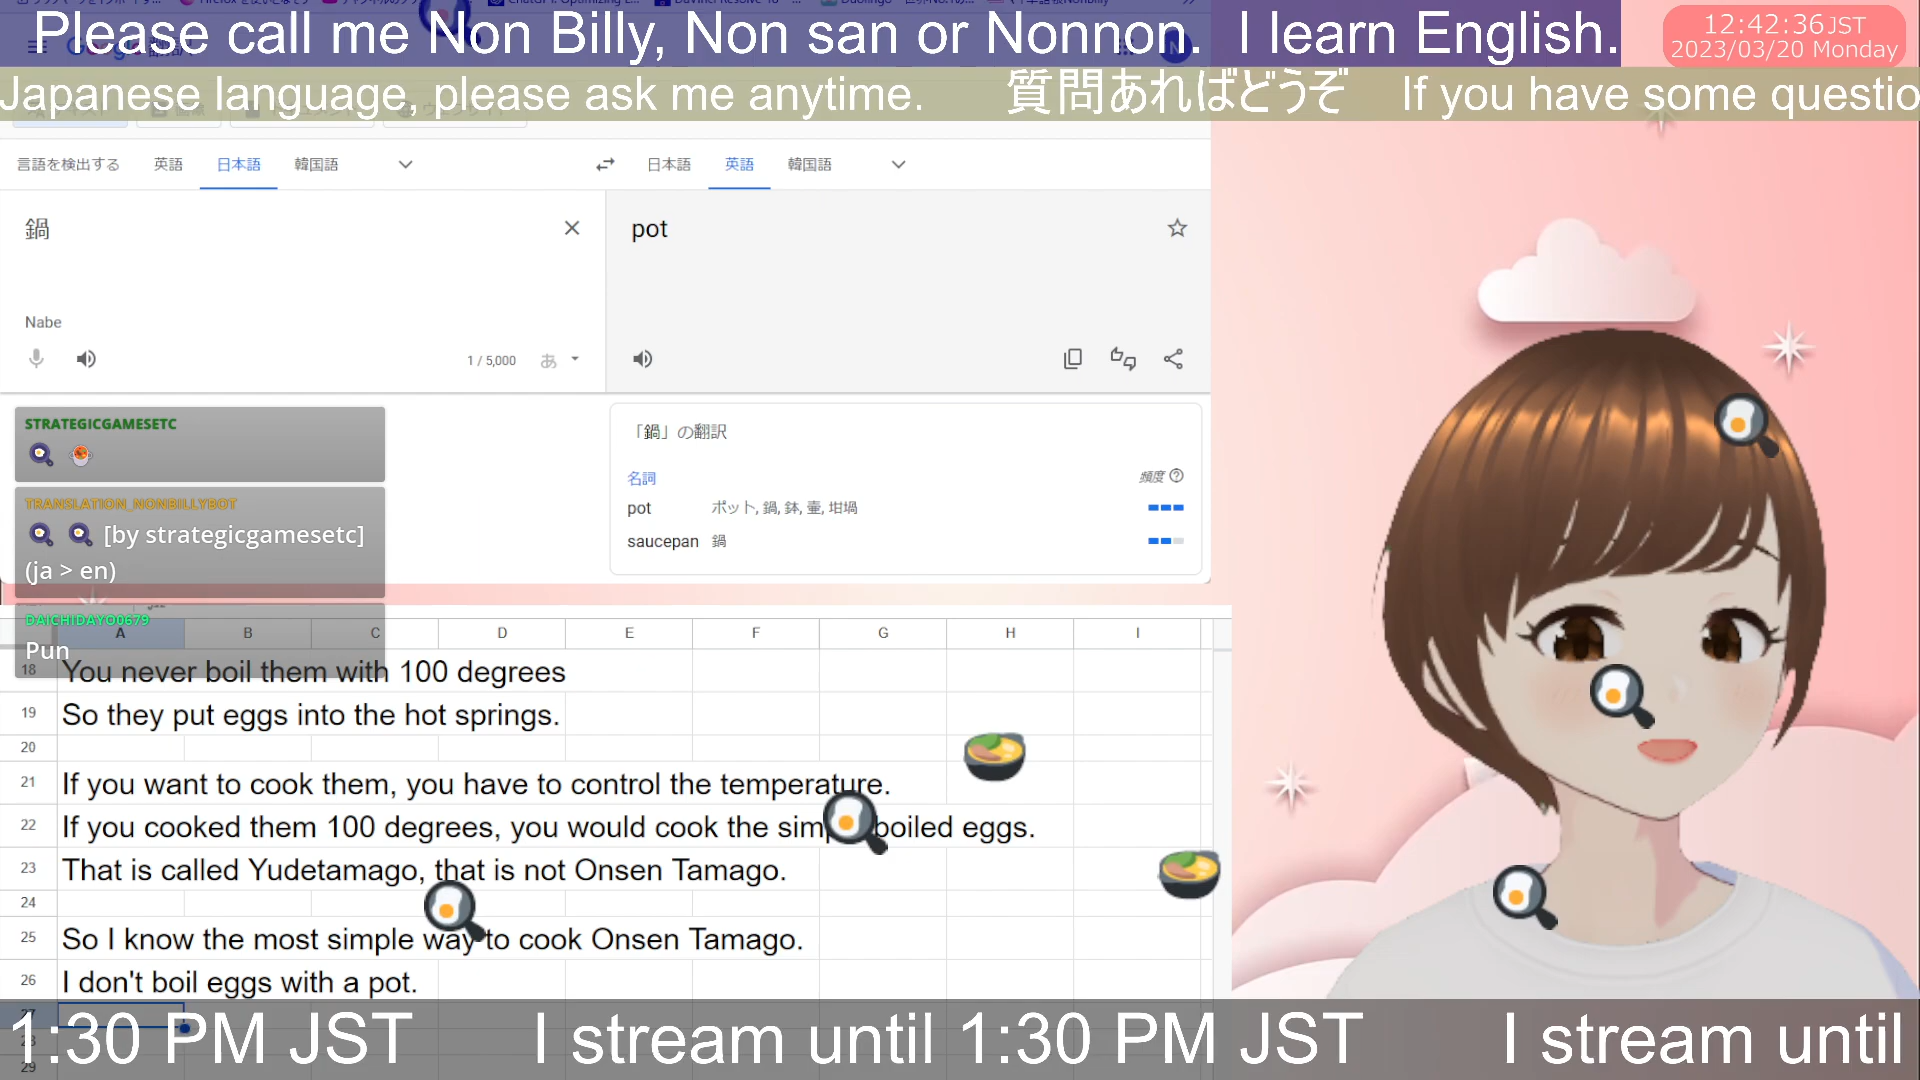 Please call me Non Billy, Non san or Nonnon. I learn English.
12:42:36 JST
2023/03/20 Monday
Japanese language, please ask me anytime. 質問あればどうぞ If you have some questio
言語を検出する 英語 日本語 韓国語 日本語 英語 韓国語
鍋 pot
Nabe
1 / 5,000 あ
「鍋」の翻訳
名詞 頻度
pot ポット, 鍋, 鉢, 壷, 坩堝
saucepan 鍋
STRATEGICGAMESETC
TRANSLATION_NONBILLYBOT
[by strategicgamesetc]
(ja > en)
DAICHIDAYO0679
Pun
A B C D E F G H I
18 You never boil them with 100 degrees
19 So they put eggs into the hot springs.
20
21 If you want to cook them, you have to control the temperature.
22 If you cooked them 100 degrees, you would cook the simp boiled eggs.
23 That is called Yudetamago, that is not Onsen Tamago.
24
25 So I know the most simple way to cook Onsen Tamago.
26 I don't boil eggs with a pot.
27
28
29
1:30 PM JST I stream until 1:30 PM JST I stream until